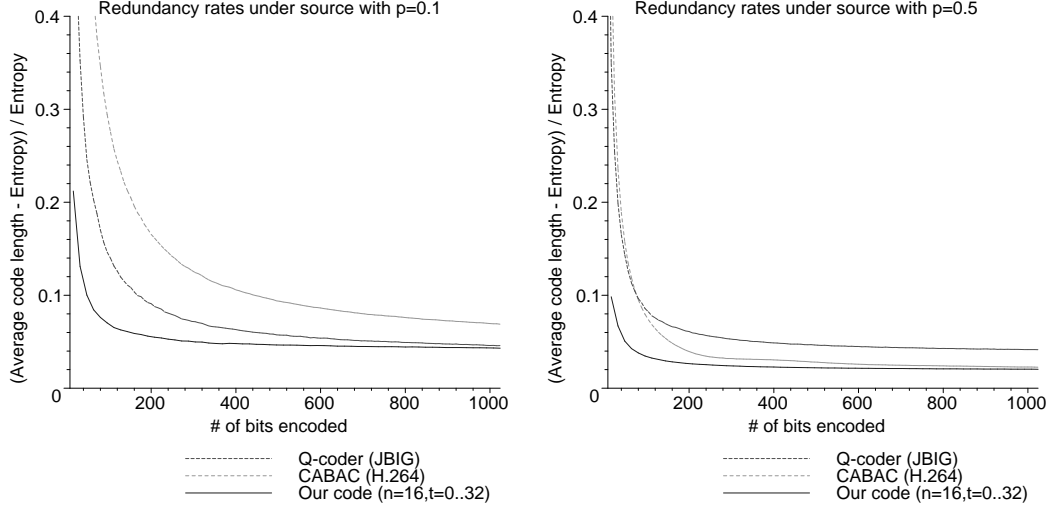 Redundancy rates under source with p=0.1
(Average code length - Entropy) / Entropy
0.4
0.3
0.2
0.1
0
200
400
600
800
1000
# of bits encoded
Q-coder (JBIG)
CABAC (H.264)
Our code (n=16,t=0..32)
Redundancy rates under source with p=0.5
(Average code length - Entropy) / Entropy
0.4
0.3
0.2
0.1
0
200
400
600
800
1000
# of bits encoded
Q-coder (JBIG)
CABAC (H.264)
Our code (n=16,t=0..32)